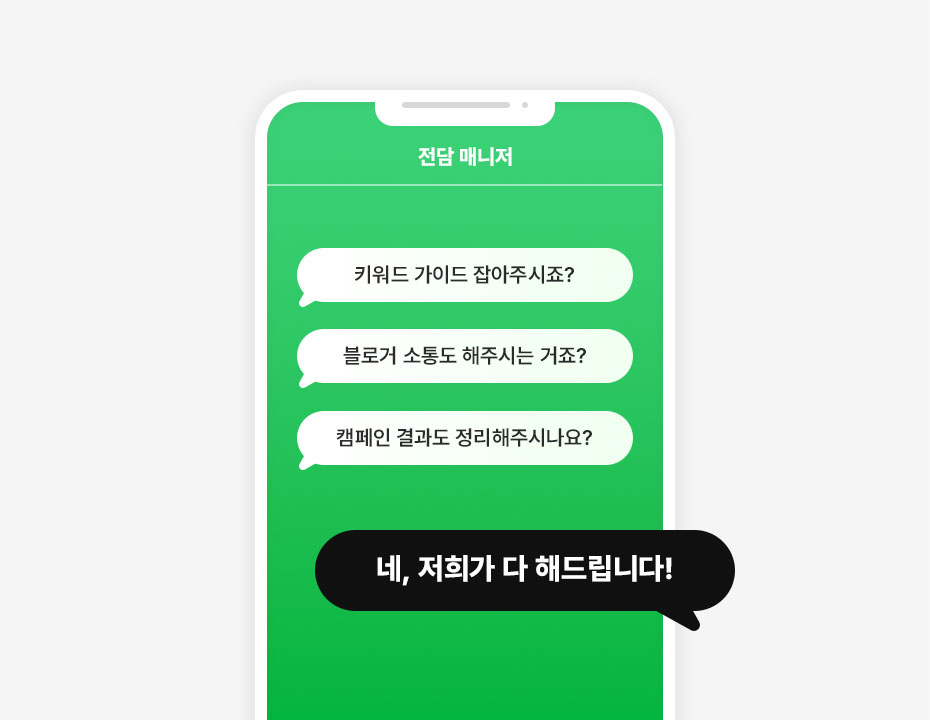 전담 매니저
키워드 가이드 잡아주시죠?
블로거 소통도 해주시는 거죠?
캠페인 결과도 정리해주시나요?
네, 저희가 다 해드립니다!